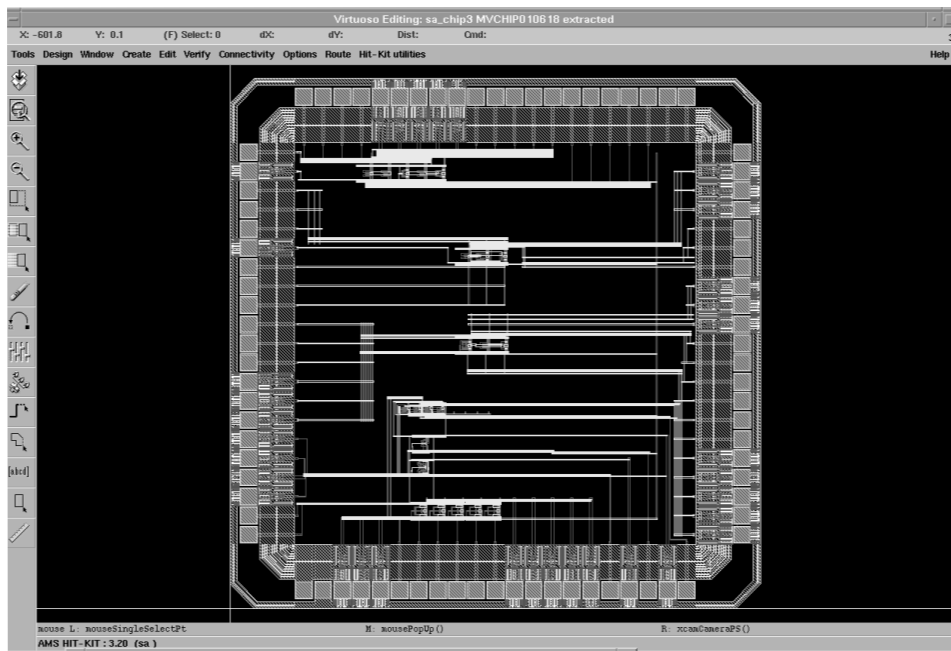 Virtuoso Editing: sa_chip3 MVCHIP010618 extracted
X: -601.8 Y: 0.1 (F) Select: 0 dX: dY: Dist: Cmd: 3
Tools Design Window Create Edit Verify Connectivity Options Route Hit-Kit utilities Help
[abcd]
mouse L: mouseSingleSelectPt M: mousePopUp() R: xcamCameraPS()
AMS HIT-KIT : 3.20 (sa )